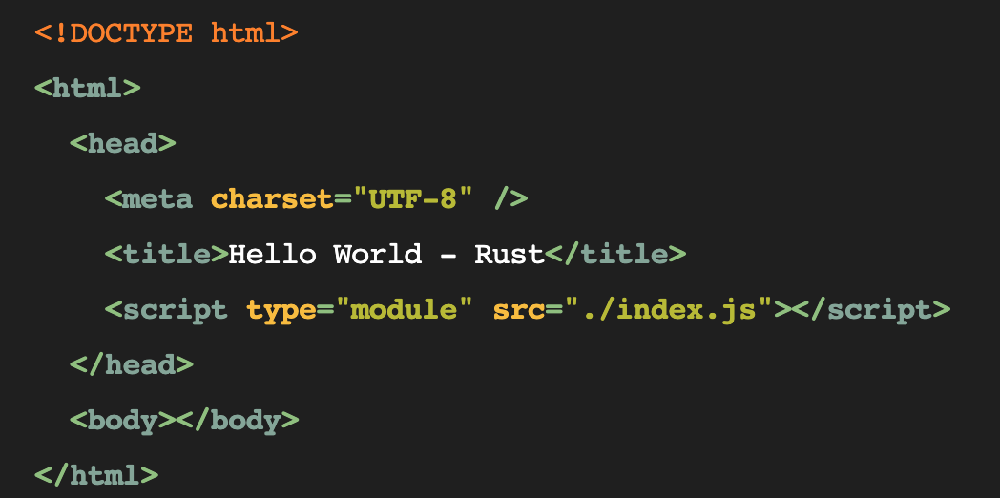 <!DOCTYPE html>
<html>
  <head>
    <meta charset="UTF-8" />
    <title>Hello World - Rust</title>
    <script type="module" src="./index.js"></script>
  </head>
  <body></body>
</html>